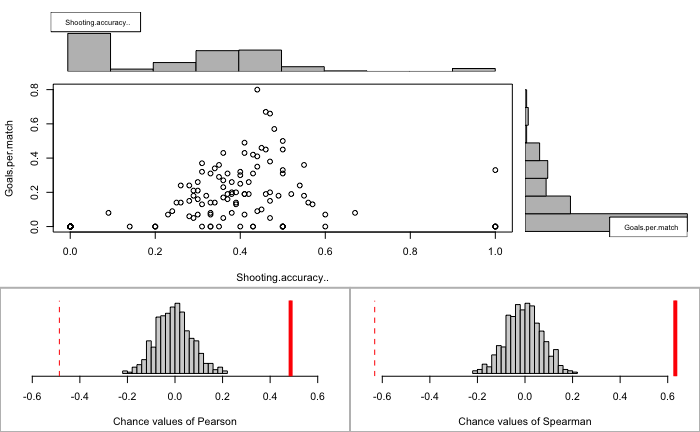 Shooting.accuracy..
Goals.per.match
0.0 0.2 0.4 0.6 0.8
0.0 0.2 0.4 0.6 0.8 1.0
Shooting.accuracy..
Goals.per.match
-0.6 -0.4 -0.2 0.0 0.2 0.4 0.6
Chance values of Pearson
-0.6 -0.4 -0.2 0.0 0.2 0.4 0.6
Chance values of Spearman